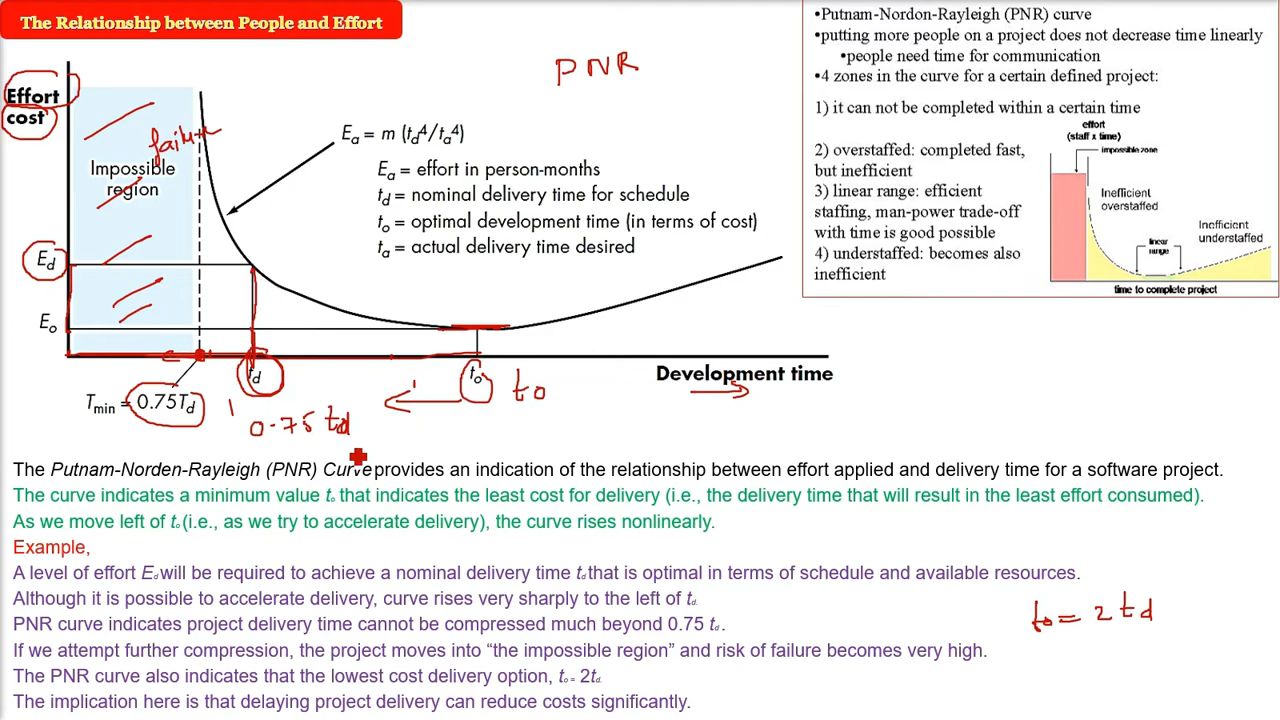 The Relationship between People and Effort
Effort
cost
PNR
failure
Impossible
region
Ea = m (td4/ta4)
Ea = effort in person-months
td = nominal delivery time for schedule
to = optimal development time (in terms of cost)
ta = actual delivery time desired
Ed
Eo
td
to
to
Tmin = 0.75Td
0.75 td
Development time
•Putnam-Nordon-Rayleigh (PNR) curve
•putting more people on a project does not decrease time linearly
•people need time for communication
•4 zones in the curve for a certain defined project:
1) it can not be completed within a certain time
2) overstaffed: completed fast,
but inefficient
3) linear range: efficient
staffing, man-power trade-off
with time is good possible
4) understaffed: becomes also
inefficient
effort
(staff x time)
impossible zone
Inefficient
overstaffed
linear
range
Inefficient
understaffed
time to complete project
The Putnam-Norden-Rayleigh (PNR) Curve provides an indication of the relationship between effort applied and delivery time for a software project.
The curve indicates a minimum value to that indicates the least cost for delivery (i.e., the delivery time that will result in the least effort consumed).
As we move left of to (i.e., as we try to accelerate delivery), the curve rises nonlinearly.
Example,
A level of effort Ed will be required to achieve a nominal delivery time td that is optimal in terms of schedule and available resources.
Although it is possible to accelerate delivery, curve rises very sharply to the left of td.
PNR curve indicates project delivery time cannot be compressed much beyond 0.75 td.
If we attempt further compression, the project moves into “the impossible region” and risk of failure becomes very high.
The PNR curve also indicates that the lowest cost delivery option, to = 2td.
The implication here is that delaying project delivery can reduce costs significantly.
to = 2td